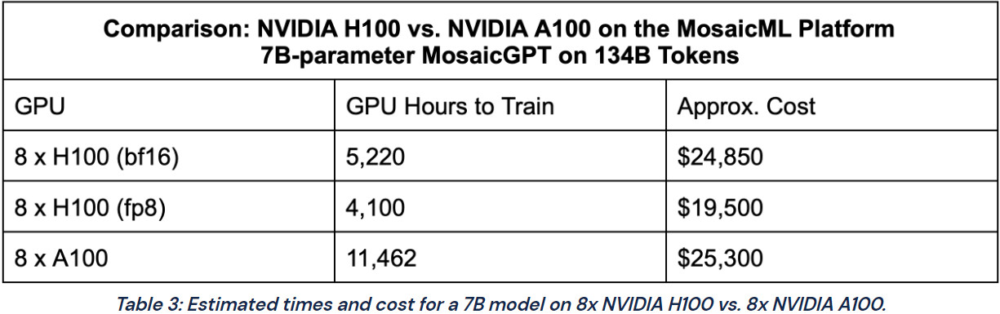 Comparison: NVIDIA H100 vs. NVIDIA A100 on the MosaicML Platform
7B-parameter MosaicGPT on 134B Tokens
GPU GPU Hours to Train Approx. Cost
8 x H100 (bf16) 5,220 $24,850
8 x H100 (fp8) 4,100 $19,500
8 x A100 11,462 $25,300
Table 3: Estimated times and cost for a 7B model on 8x NVIDIA H100 vs. 8x NVIDIA A100.